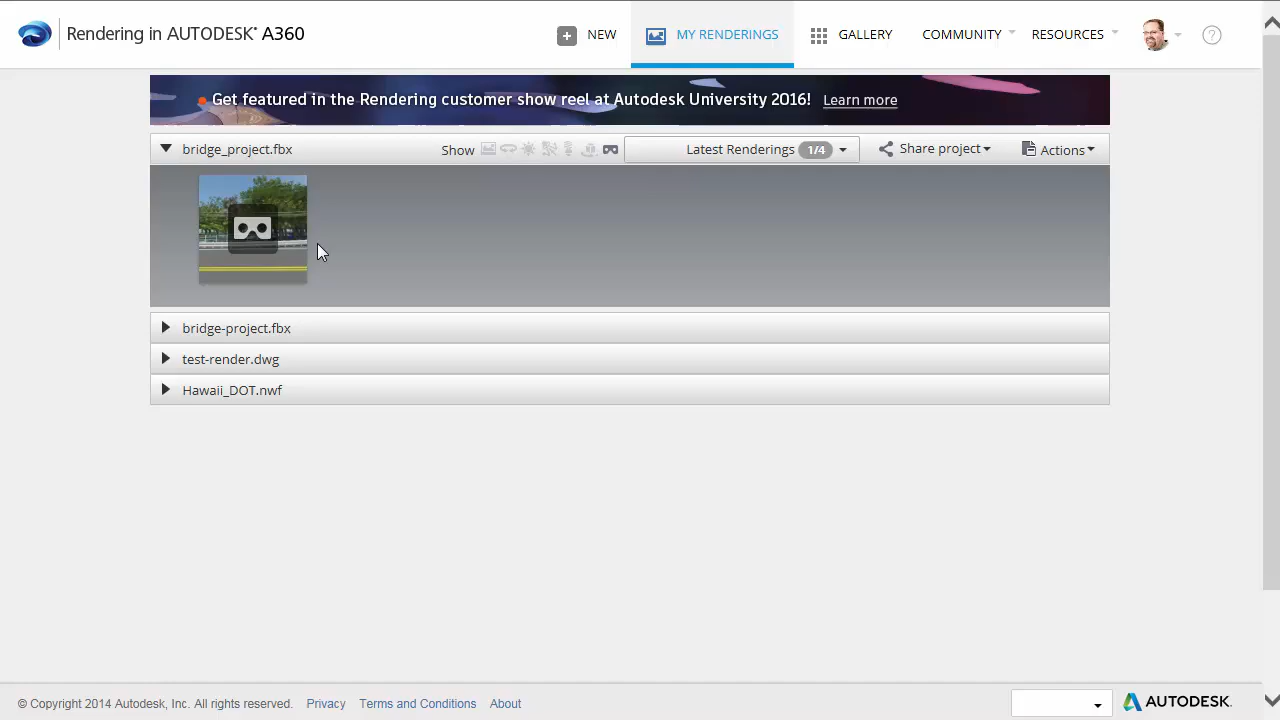 Rendering in AUTODESK® A360
NEW
MY RENDERINGS
GALLERY
COMMUNITY
RESOURCES
?
Get featured in the Rendering customer show reel at Autodesk University 2016! Learn more
bridge_project.fbx
Show
Latest Renderings 1/4
Share project
Actions
bridge-project.fbx
test-render.dwg
Hawaii_DOT.nwf
© Copyright 2014 Autodesk, Inc. All rights reserved. Privacy Terms and Conditions About
AUTODESK.